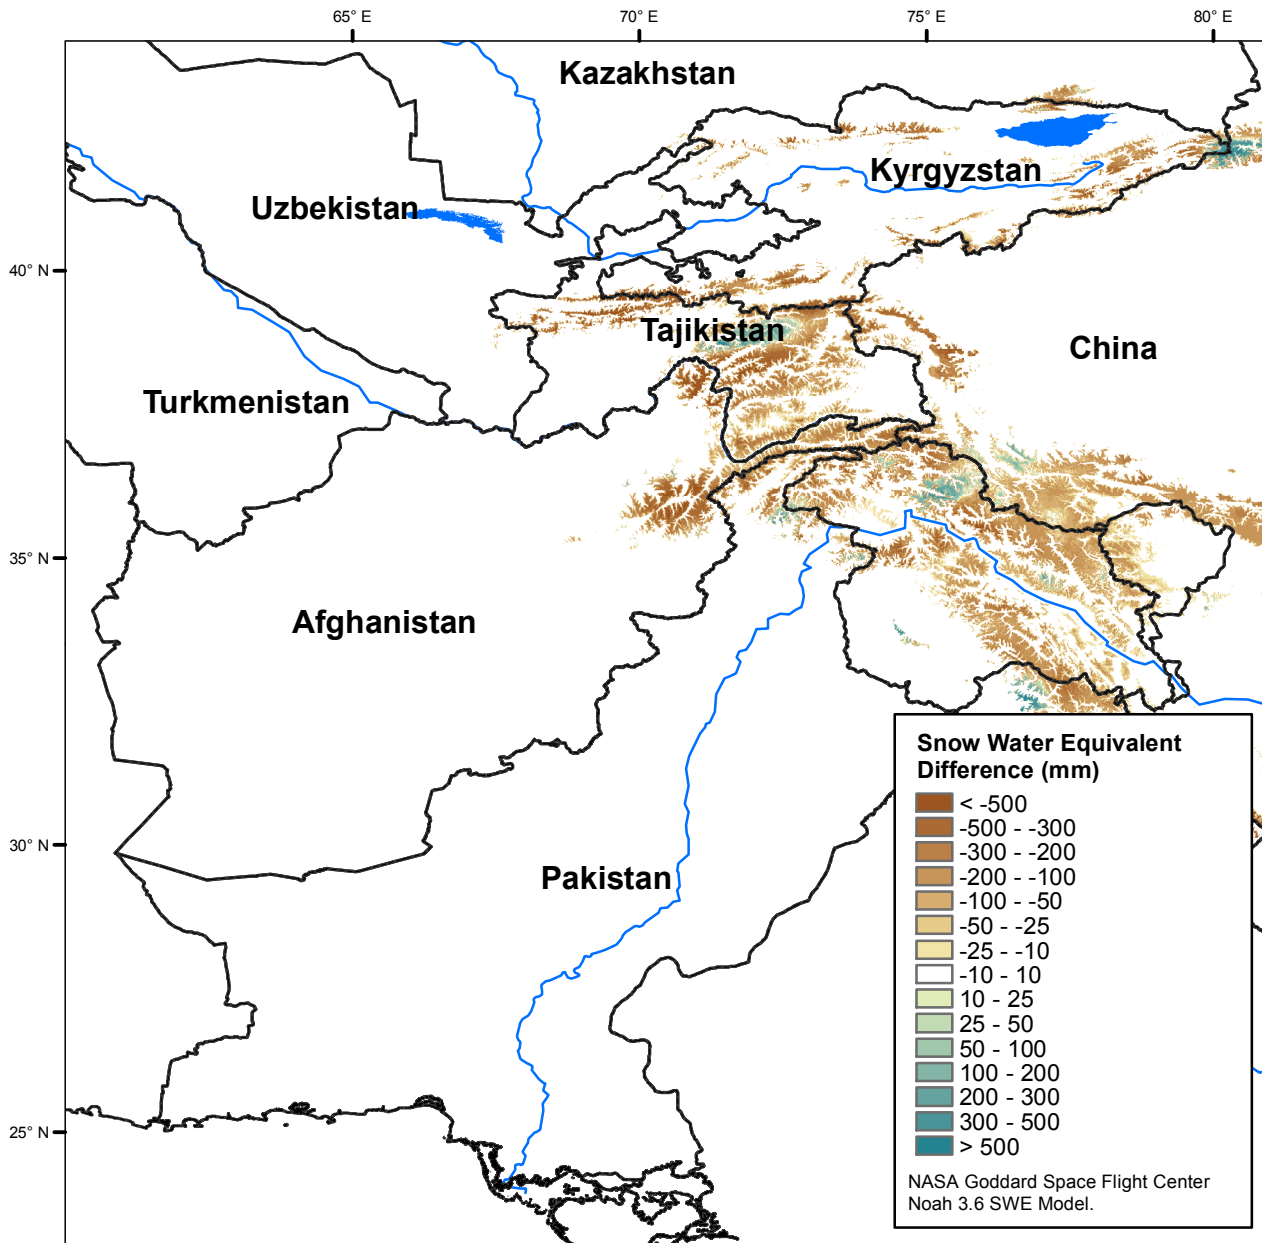 65° E
70° E
75° E
80° E
Kazakhstan
Kyrgyzstan
Uzbekistan
40° N
Tajikistan
China
Turkmenistan
35° N
Afghanistan
Snow Water Equivalent
Difference (mm)
< -500
-500 - -300
-300 - -200
-200 - -100
-100 - -50
-50 - -25
-25 - -10
-10 - 10
10 - 25
25 - 50
50 - 100
100 - 200
200 - 300
300 - 500
> 500
NASA Goddard Space Flight Center
Noah 3.6 SWE Model.
30° N
Pakistan
25° N